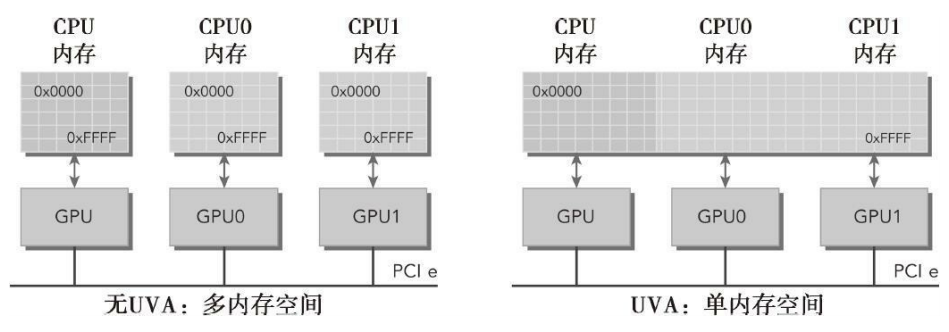 CPU CPU0 CPU1 CPU CPU0 CPU1
内存 内存 内存 内存 内存 内存
0x0000 0x0000 0x0000 0x0000
0xFFFF 0xFFFF 0xFFFF 0xFFFF
GPU GPU0 GPU1 GPU GPU0 GPU1
PCI e PCI e
无UVA：多内存空间 UVA：单内存空间